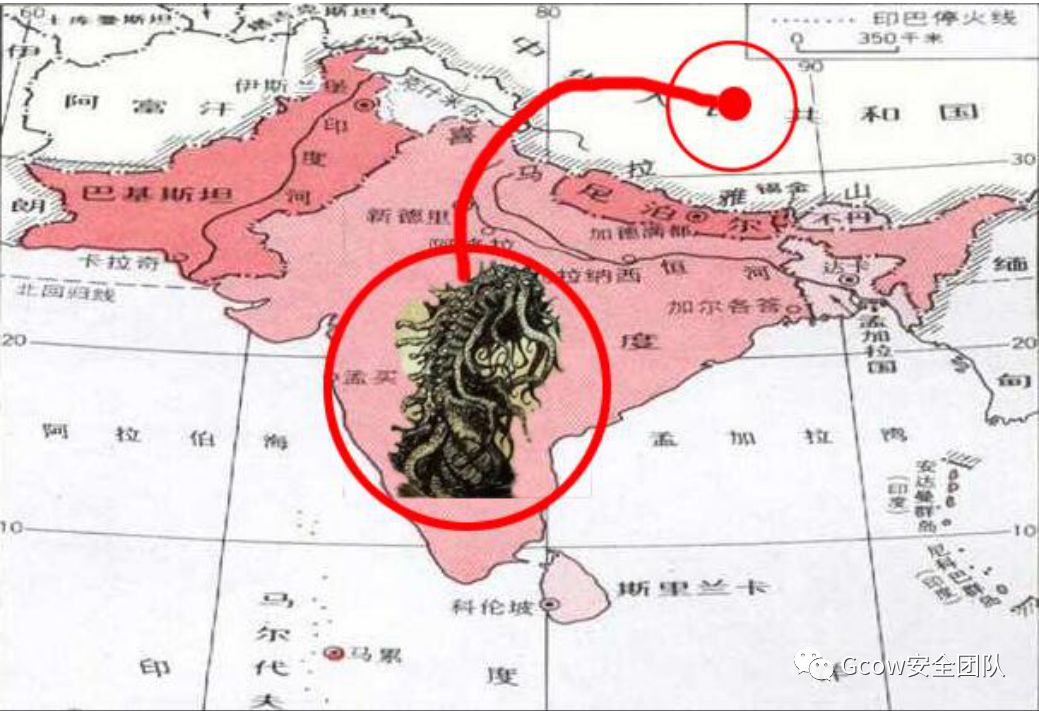 60
80
印巴停火线
0 350千米
土库曼斯坦
塔吉克斯坦
伊
中
90
阿富汗
伊斯兰堡
克什米尔
华
人
共和国
印
喜
度
马
拉
30
巴基斯坦
河
尼泊尔
雅
锡金
山
朗
新德里
加德满都
不丹
卡拉奇
拉纳西
恒
河
达卡
缅
北回归线
加尔各答
20
度
孟加拉国
20
孟买
甸
阿拉伯海
孟加拉湾
安达曼群岛
(印度)
10
10
尼科巴群岛
(印度)
马尔代夫
科伦坡
斯里兰卡
马累
印
度
Gcow安全团队